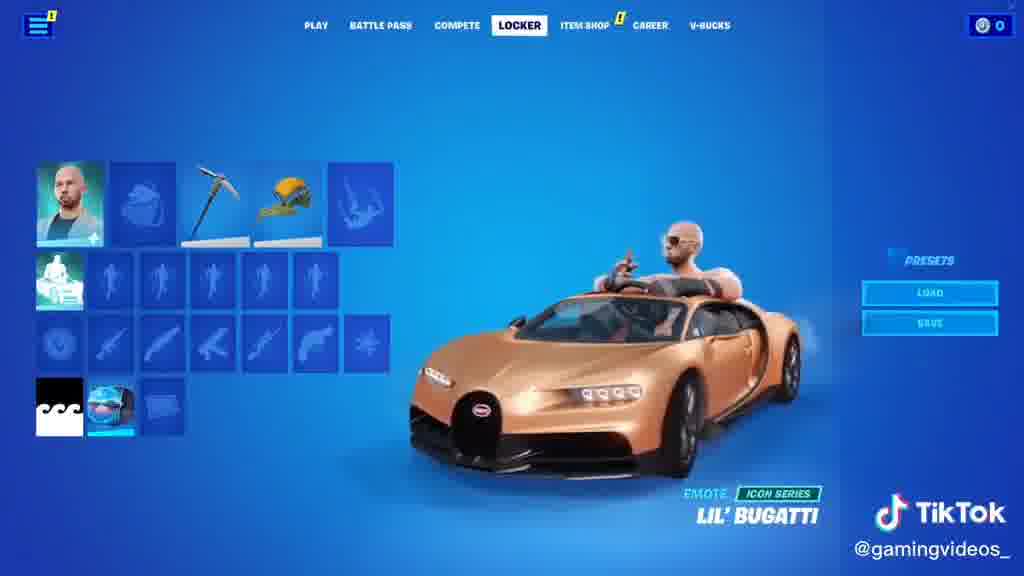 !
PLAY BATTLE PASS COMPETE LOCKER ITEM SHOP ! CAREER V-BUCKS 0
PRESETS
LOAD
SAVE
EMOTE ICON SERIES
LIL' BUGATTI
TikTok
@gamingvideos_